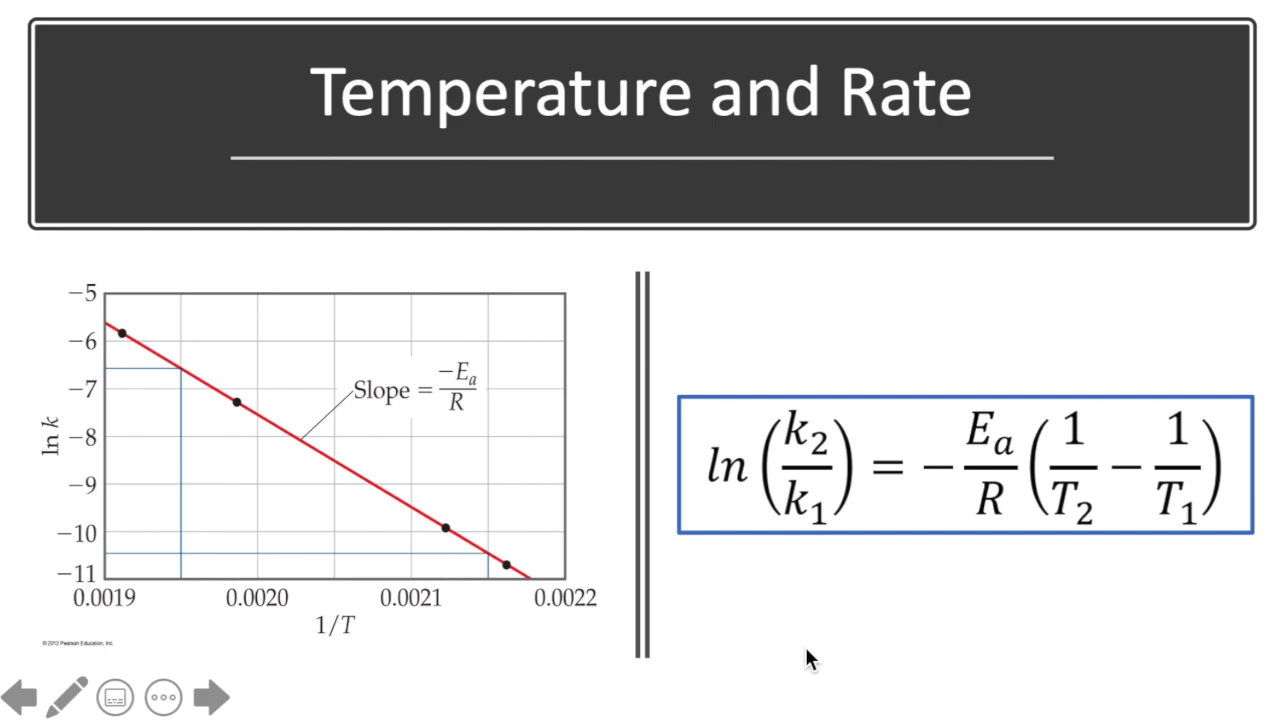 Temperature and Rate
−5
−6
−7
−8
−9
−10
−11
ln k
Slope = −Eₐ / R
0.0019 0.0020 0.0021 0.0022
1/T
© 2012 Pearson Education, Inc.
ln(k₂/k₁) = −Eₐ/R (1/T₂ − 1/T₁)